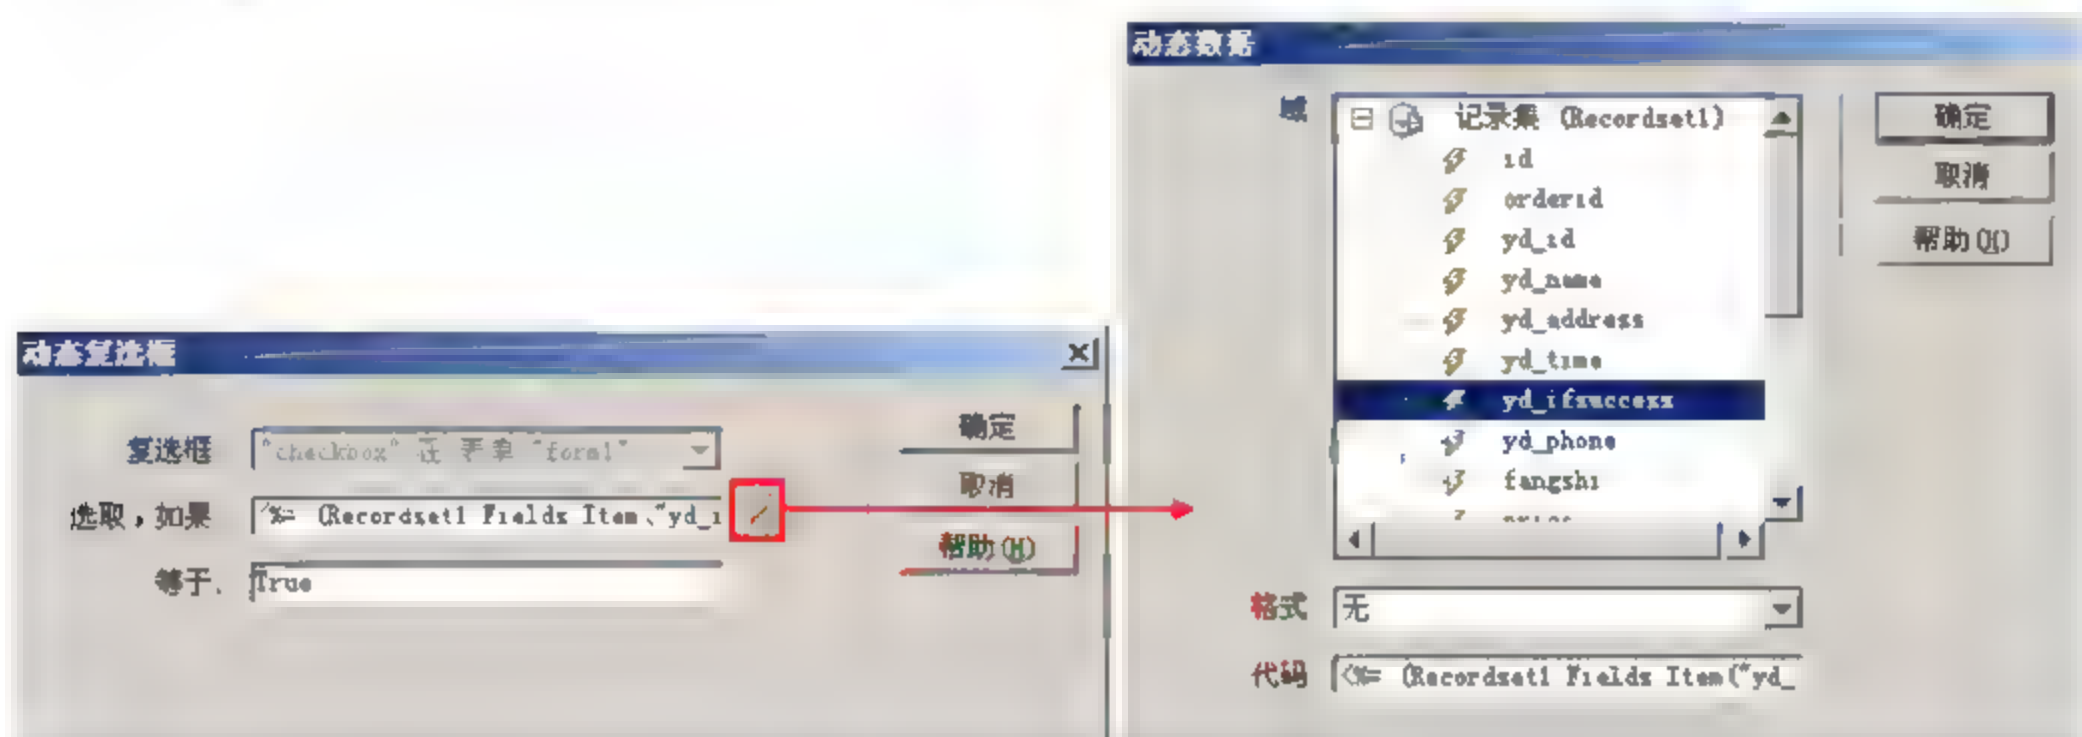 动态复选框
复选框 "checkbox" 在 表单 "form1"
选取，如果 <%= (Recordset1 Fields Item("yd_i
等于： True
确定
取消
帮助(H)
动态数据
域
记录集 (Recordset1)
id
orderid
yd_id
yd_name
yd_address
yd_time
yd_ifsuccess
yd_phone
fangshi
格式 无
代码 <%= (Recordset1 Fields Item("yd_
确定
取消
帮助(H)